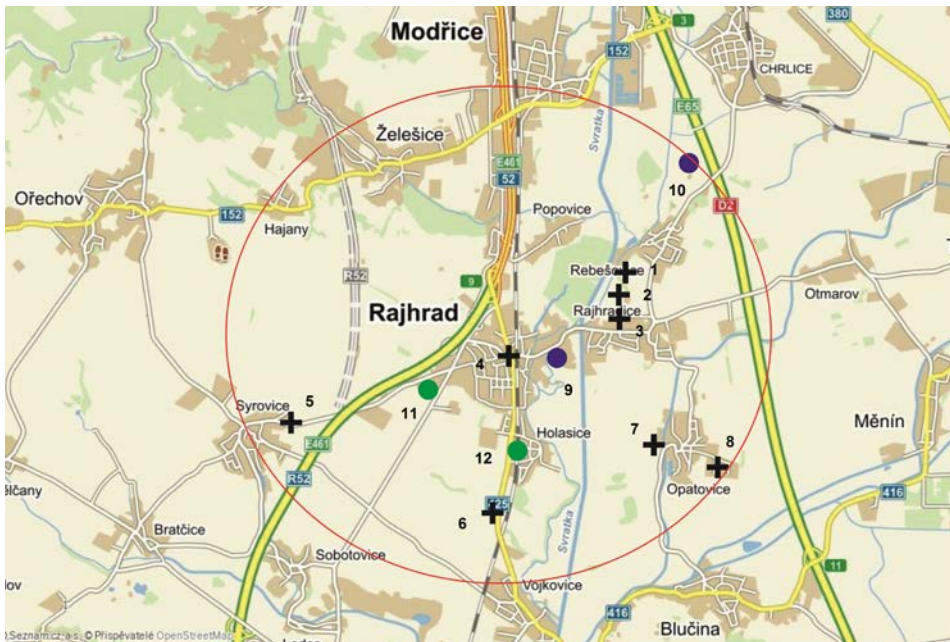 Modřice
152
3
380
CHRLICE
E65
Želešice
Svratka
E461
52
10
Ořechov
152
Hajany
D2
Popovice
R52
9
Rebešovice
1
2
Otmarov
Rajhrad
Rajhradice
3
4
9
5
Syrovice
11
Měnín
E461
Holasice
7
8
12
R52
Opatovice
416
6
Svratka
Bratčice
Sobotovice
11
Vojkovice
416
Blučina
Seznam.cz, a.s. © Přispěvatelé OpenStreetMap